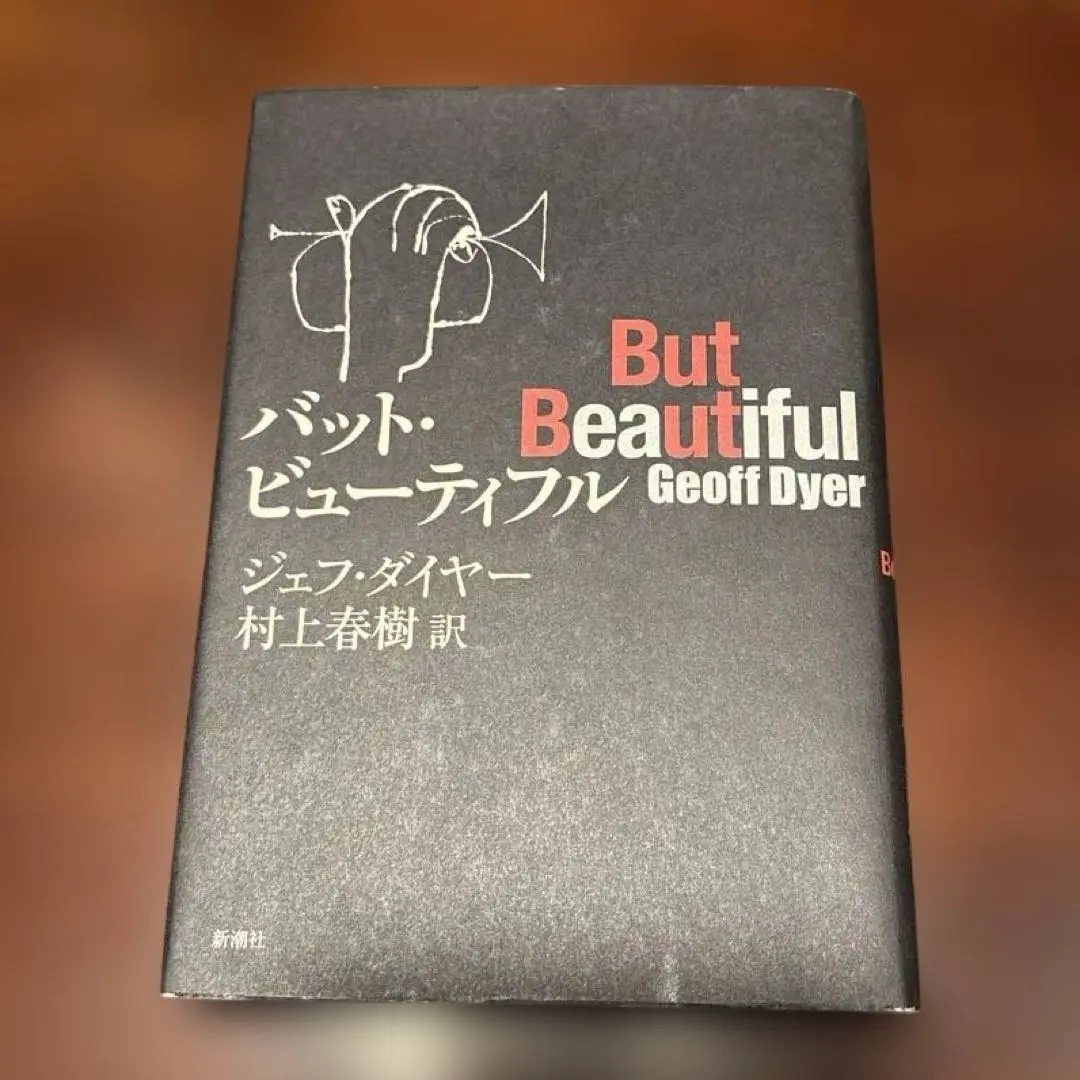 But
Beautiful
Geoff Dyer
バット・
ビューティフル
ジェフ・ダイヤー
村上春樹 訳
新潮社